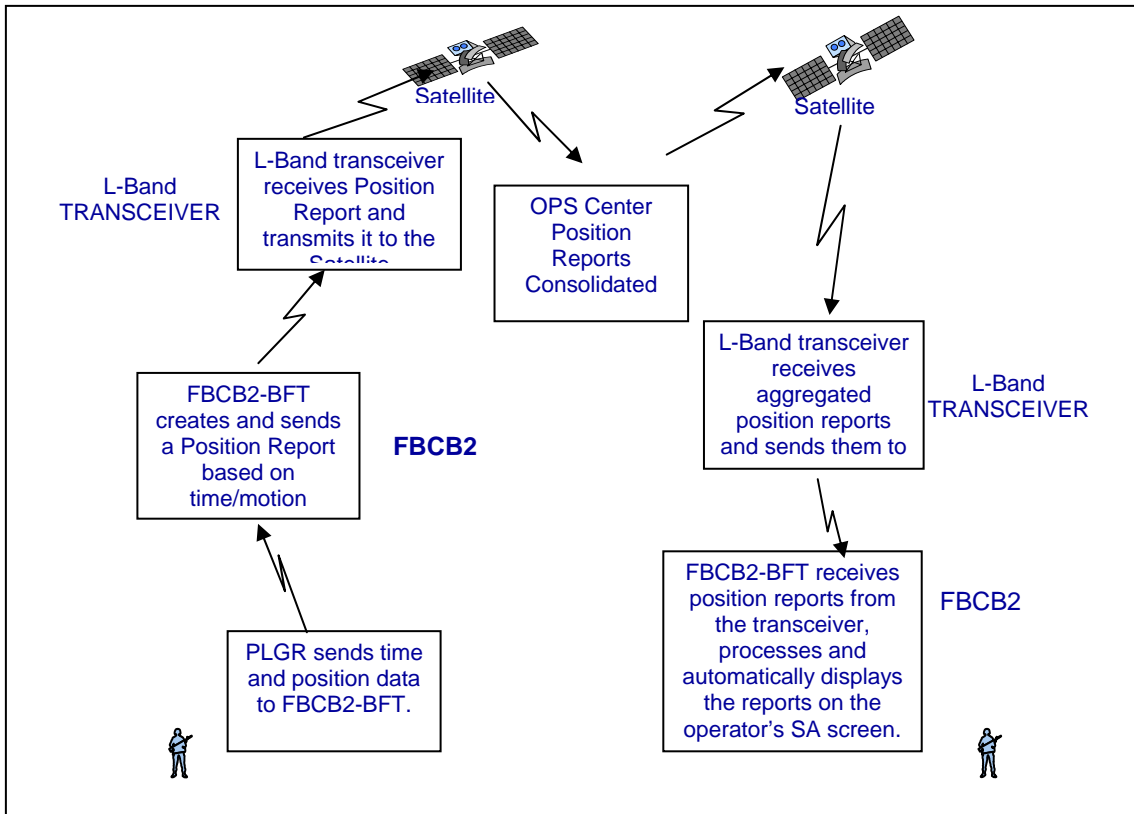 Satellite
Satellite
L-Band
TRANSCEIVER
L-Band transceiver
receives Position
Report and
transmits it to the
Satellite
OPS Center
Position
Reports
Consolidated
L-Band transceiver
receives
aggregated
position reports
and sends them to
L-Band
TRANSCEIVER
FBCB2-BFT
creates and sends
a Position Report
based on
time/motion
FBCB2
FBCB2-BFT receives
position reports from
the transceiver,
processes and
automatically displays
the reports on the
operator's SA screen.
FBCB2
PLGR sends time
and position data
to FBCB2-BFT.